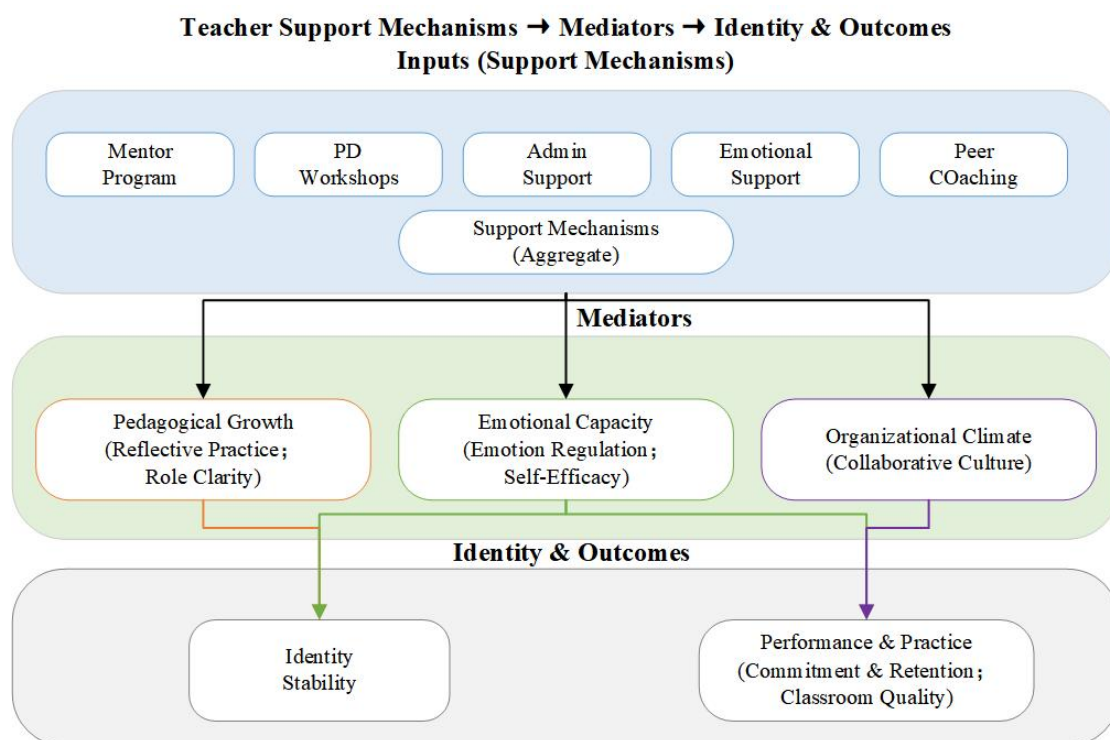 Teacher Support Mechanisms → Mediators → Identity & Outcomes
Inputs (Support Mechanisms)
Mentor
Program
PD
Workshops
Admin
Support
Emotional
Support
Peer
COaching
Support Mechanisms
(Aggregate)
Mediators
Pedagogical Growth
(Reflective Practice；
Role Clarity)
Emotional Capacity
(Emotion Regulation；
Self-Efficacy)
Organizational Climate
(Collaborative Culture)
Identity & Outcomes
Identity
Stability
Performance & Practice
(Commitment & Retention；
Classroom Quality)